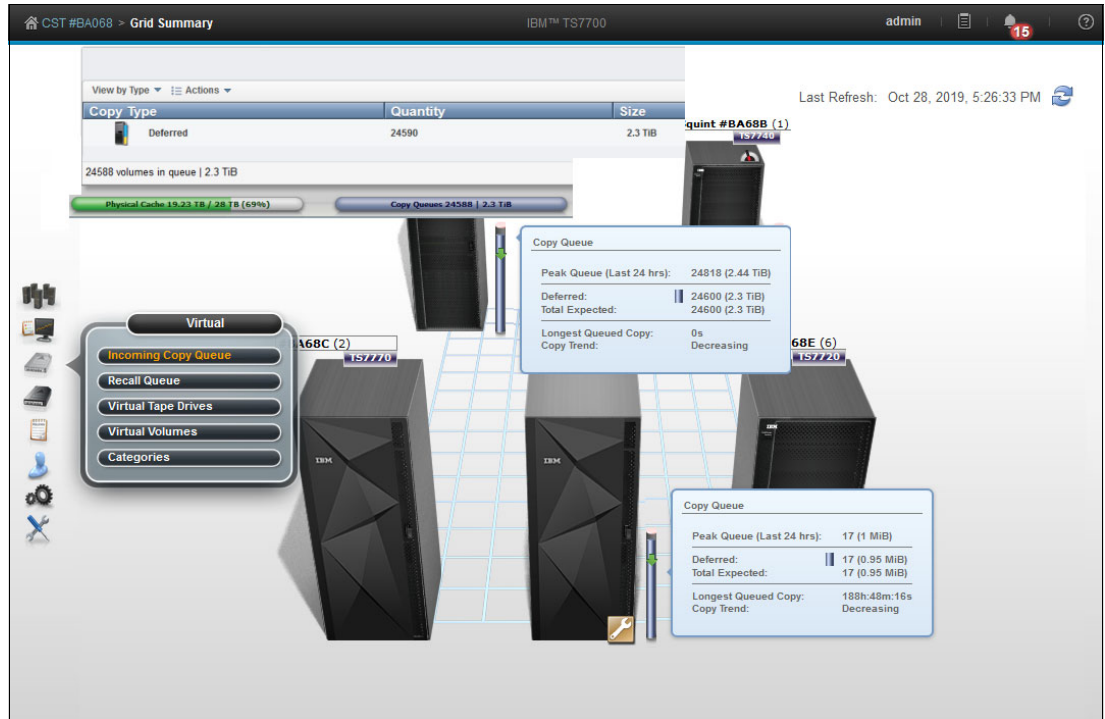 CST #BA068 > Grid Summary
IBM™ TS7700
admin
15
View by Type Actions
Copy Type Quantity Size
Deferred 24590 2.3 TiB
24588 volumes in queue | 2.3 TiB
Physical Cache 19.23 TB / 28 TB (69%)
Copy Queues 24588 | 2.3 TiB
Last Refresh: Oct 28, 2019, 5:26:33 PM
quint #BA68B (1)
TS7740
Copy Queue
Peak Queue (Last 24 hrs): 24818 (2.44 TiB)
Deferred: 24600 (2.3 TiB)
Total Expected: 24600 (2.3 TiB)
Longest Queued Copy: 0s
Copy Trend: Decreasing
Virtual
Incoming Copy Queue
Recall Queue
Virtual Tape Drives
Virtual Volumes
Categories
#BA68C (2)
TS7770
68E (6)
TS7720
IBM
IBM
IBM
Copy Queue
Peak Queue (Last 24 hrs): 17 (1 MiB)
Deferred: 17 (0.95 MiB)
Total Expected: 17 (0.95 MiB)
Longest Queued Copy: 188h:48m:16s
Copy Trend: Decreasing